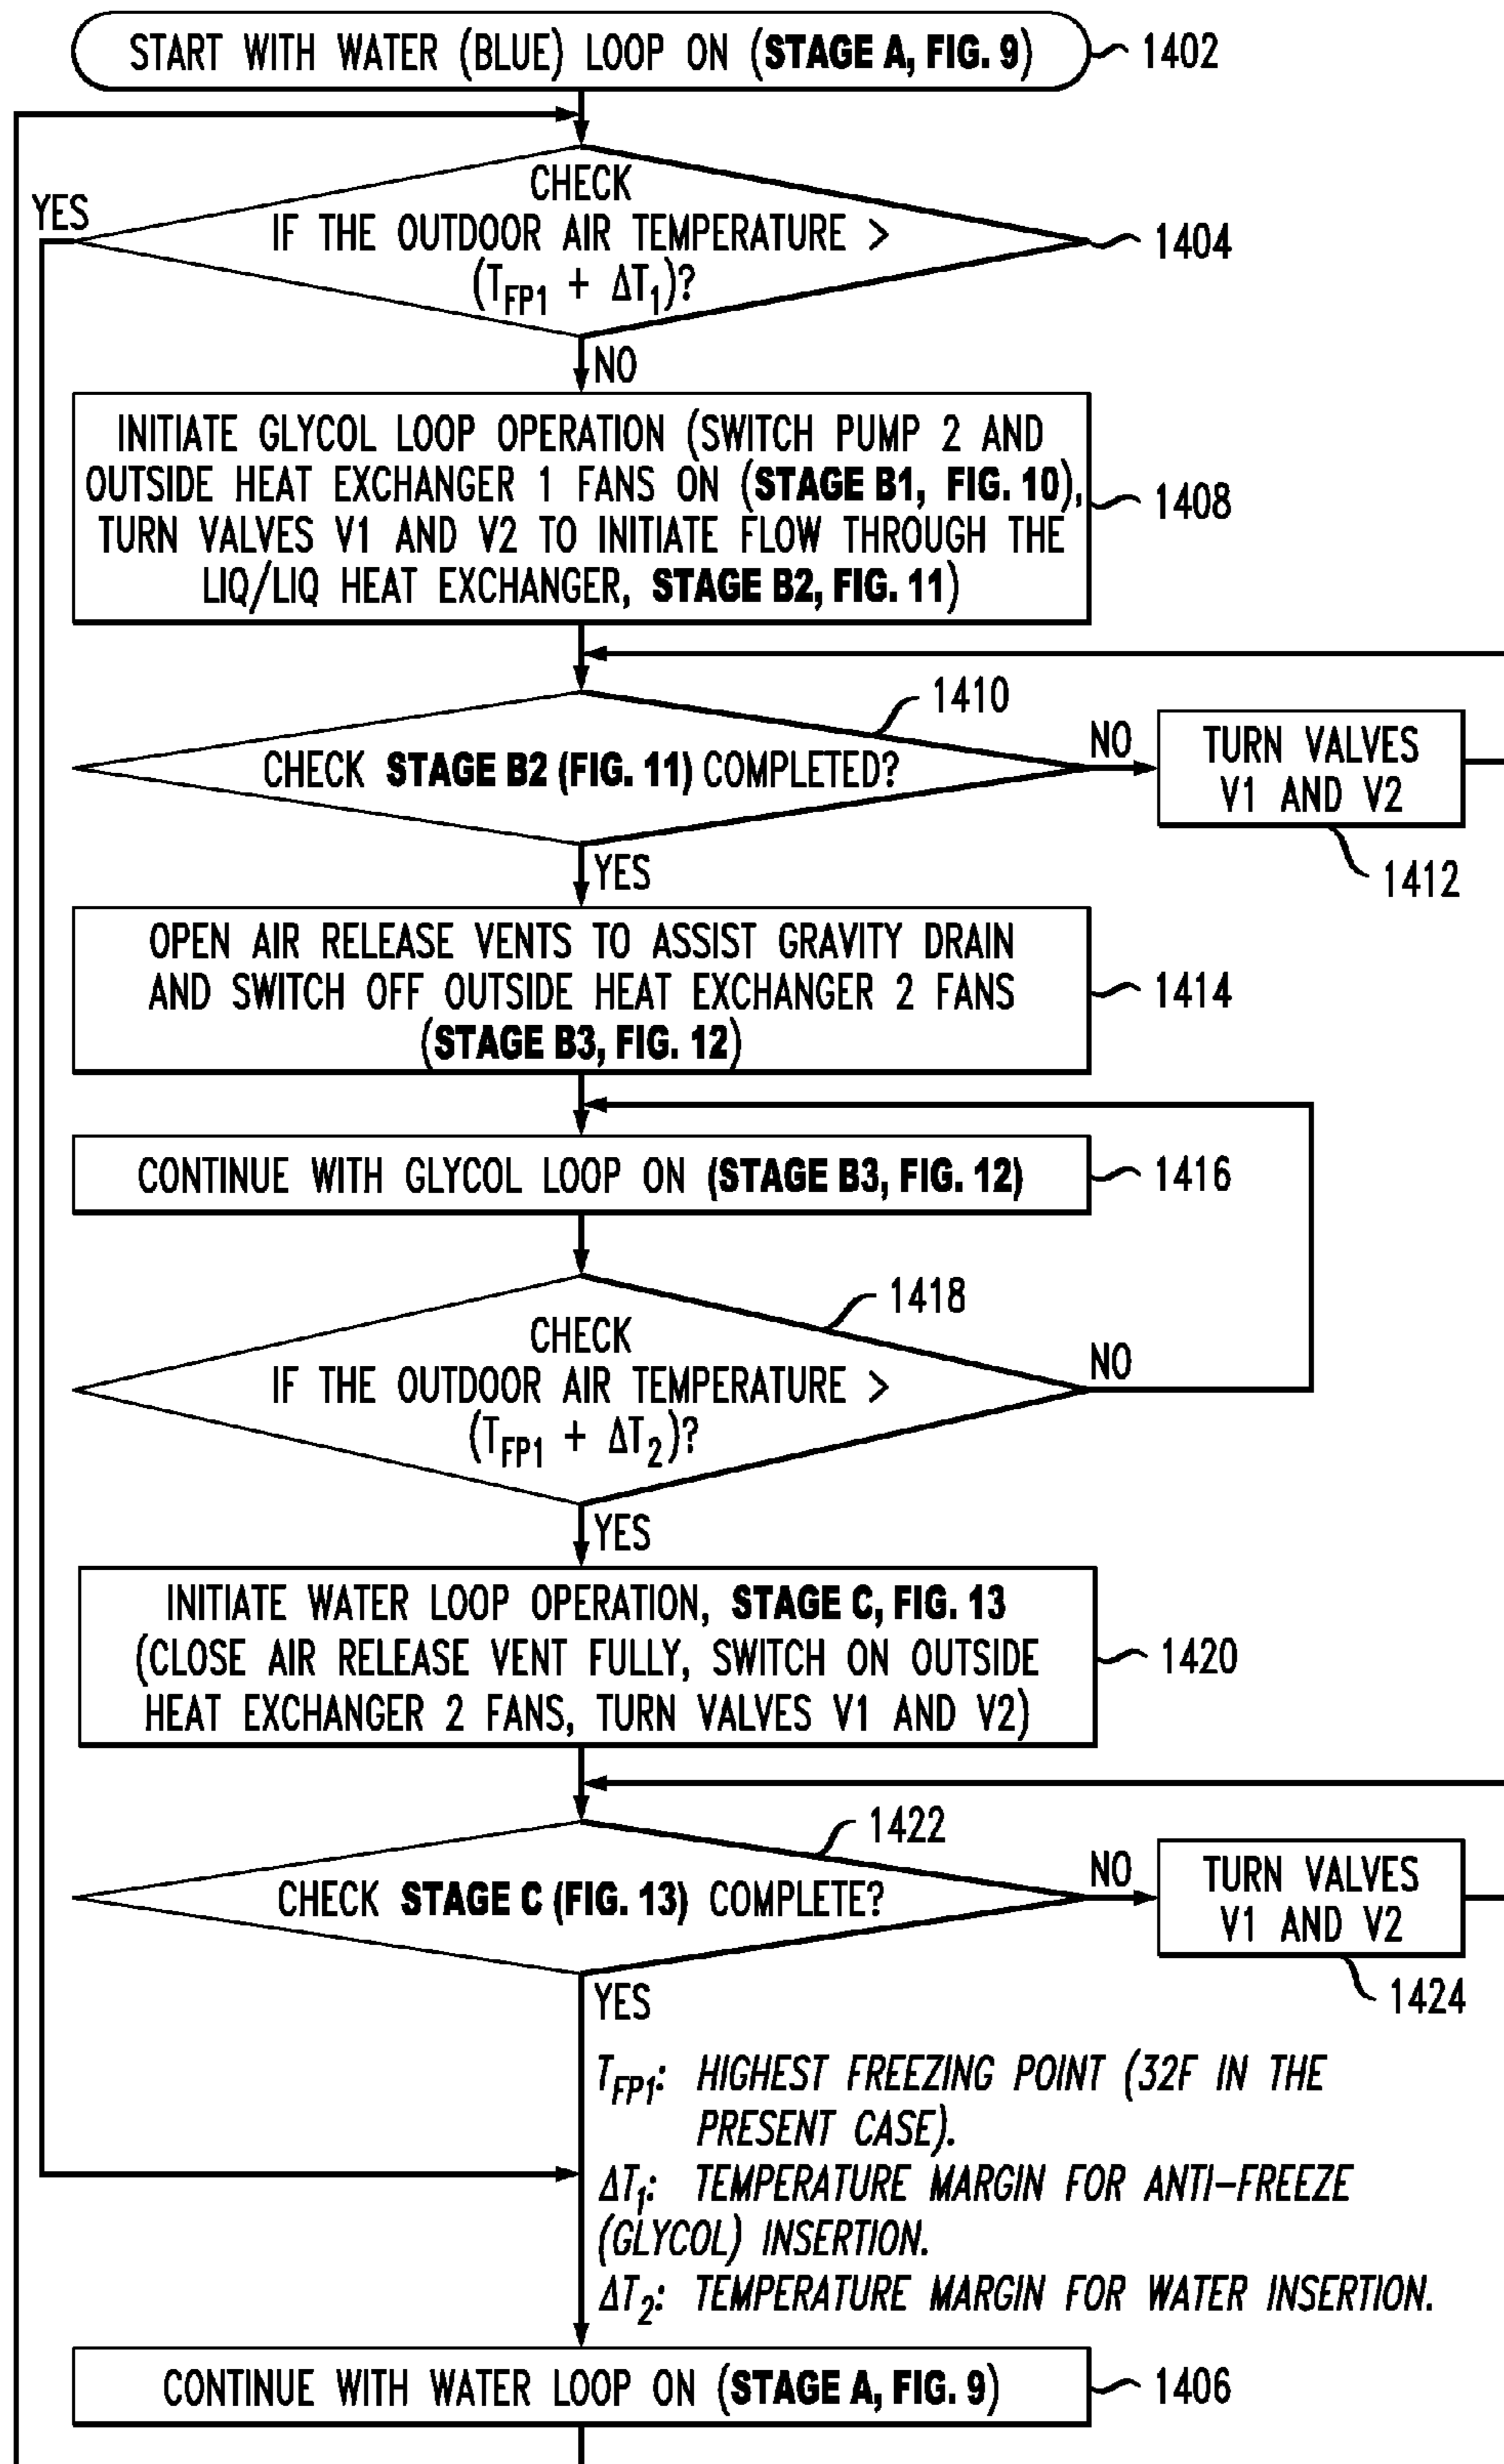 START WITH WATER (BLUE) LOOP ON (STAGE A, FIG. 9)
1402
YES
CHECK
IF THE OUTDOOR AIR TEMPERATURE >
(T_FP1 + ΔT_1)?
1404
NO
INITIATE GLYCOL LOOP OPERATION (SWITCH PUMP 2 AND
OUTSIDE HEAT EXCHANGER 1 FANS ON (STAGE B1, FIG. 10),
TURN VALVES V1 AND V2 TO INITIATE FLOW THROUGH THE
LIQ/LIQ HEAT EXCHANGER, STAGE B2, FIG. 11)
1408
1410
CHECK STAGE B2 (FIG. 11) COMPLETED?
NO
TURN VALVES
V1 AND V2
1412
YES
OPEN AIR RELEASE VENTS TO ASSIST GRAVITY DRAIN
AND SWITCH OFF OUTSIDE HEAT EXCHANGER 2 FANS
(STAGE B3, FIG. 12)
1414
CONTINUE WITH GLYCOL LOOP ON (STAGE B3, FIG. 12)
1416
1418
CHECK
IF THE OUTDOOR AIR TEMPERATURE >
(T_FP1 + ΔT_2)?
NO
YES
INITIATE WATER LOOP OPERATION, STAGE C, FIG. 13
(CLOSE AIR RELEASE VENT FULLY, SWITCH ON OUTSIDE
HEAT EXCHANGER 2 FANS, TURN VALVES V1 AND V2)
1420
1422
CHECK STAGE C (FIG. 13) COMPLETE?
NO
TURN VALVES
V1 AND V2
1424
YES
T_FP1: HIGHEST FREEZING POINT (32F IN THE
PRESENT CASE).
ΔT_1: TEMPERATURE MARGIN FOR ANTI-FREEZE
(GLYCOL) INSERTION.
ΔT_2: TEMPERATURE MARGIN FOR WATER INSERTION.
CONTINUE WITH WATER LOOP ON (STAGE A, FIG. 9)
1406